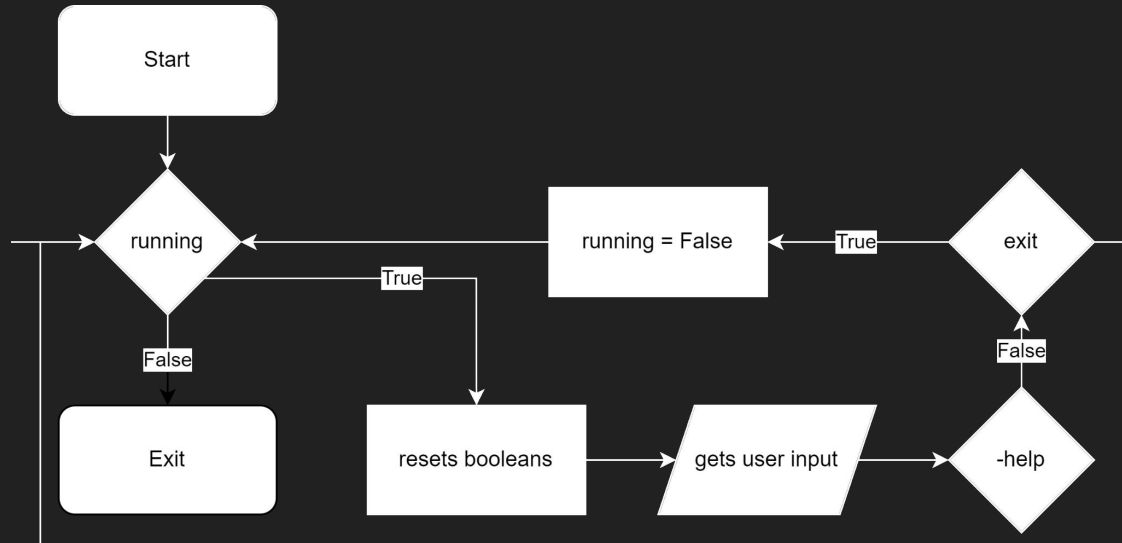 Start
running
running = False
True
exit
True
False
False
Exit
resets booleans
gets user input
-help